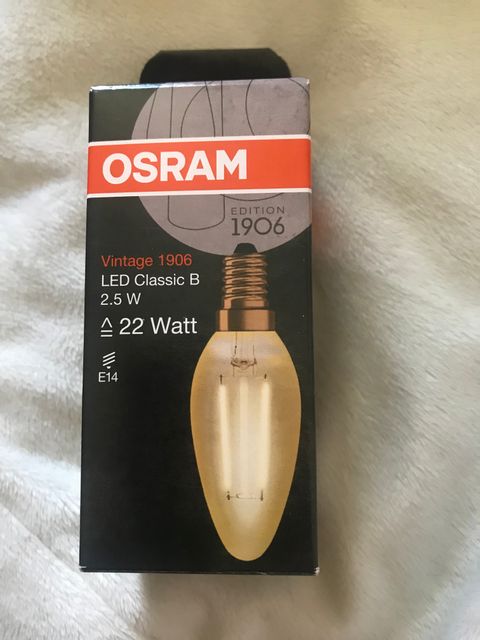 OSRAM
EDITION
1906
Vintage 1906
LED Classic B
2.5 W
≙ 22 Watt
E14